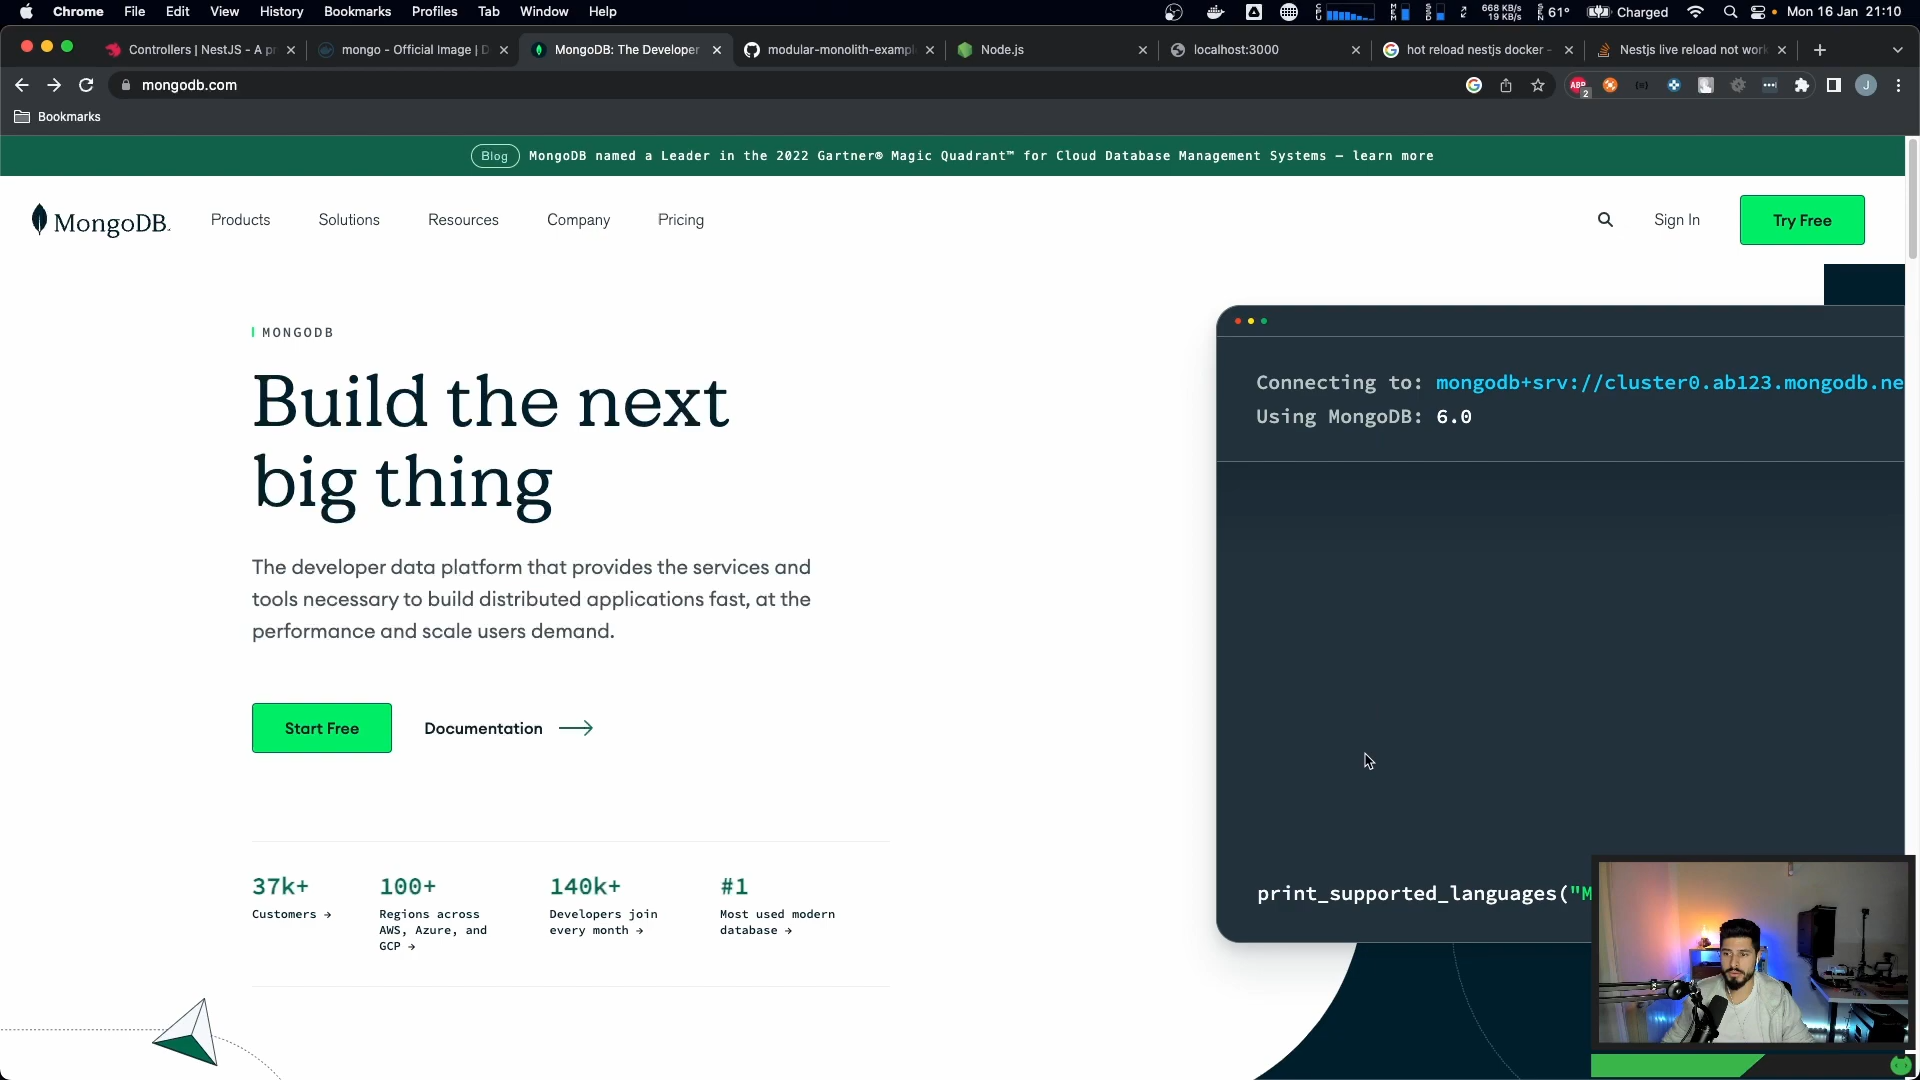 Chrome File Edit View History Bookmarks Profiles Tab Window Help
668 KB/s
19 KB/s
61° Charged Mon 16 Jan 21:10
Controllers | NestJS - A pr
mongo - Official Image | D
MongoDB: The Developer
modular-monolith-exampl
Node.js
localhost:3000
hot reload nestjs docker -
Nestjs live reload not work
mongodb.com
ABP
2
J
Bookmarks
Blog MongoDB named a Leader in the 2022 Gartner® Magic Quadrant™ for Cloud Database Management Systems — learn more
MongoDB. Products Solutions Resources Company Pricing Sign In Try Free
MONGODB
Build the next
big thing
The developer data platform that provides the services and
tools necessary to build distributed applications fast, at the
performance and scale users demand.
Start Free Documentation
37k+
Customers →
100+
Regions across
AWS, Azure, and
GCP →
140k+
Developers join
every month →
#1
Most used modern
database →
Connecting to: mongodb+srv://cluster0.ab123.mongodb.ne
Using MongoDB: 6.0
print_supported_languages("M